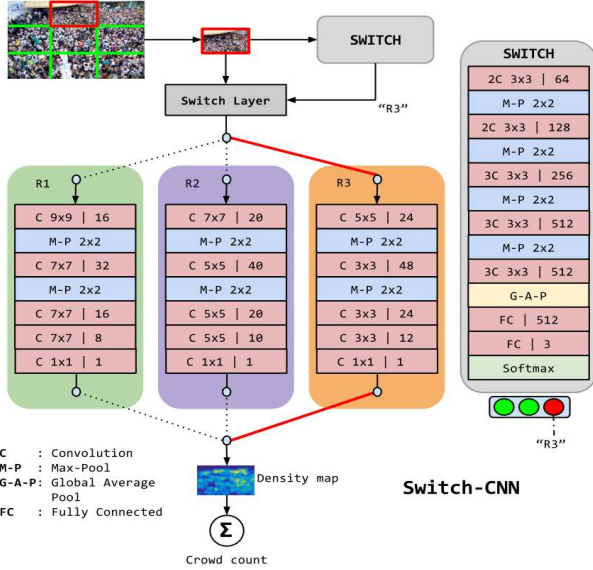 SWITCH
Switch Layer
“R3”
R1
C 9x9 | 16
M-P 2x2
C 7x7 | 32
M-P 2x2
C 7x7 | 16
C 7x7 | 8
C 1x1 | 1
R2
C 7x7 | 20
M-P 2x2
C 5x5 | 40
M-P 2x2
C 5x5 | 20
C 5x5 | 10
C 1x1 | 1
R3
C 5x5 | 24
M-P 2x2
C 3x3 | 48
M-P 2x2
C 3x3 | 24
C 3x3 | 12
C 1x1 | 1
SWITCH
2C 3x3 | 64
M-P 2x2
2C 3x3 | 128
M-P 2x2
3C 3x3 | 256
M-P 2x2
3C 3x3 | 512
M-P 2x2
3C 3x3 | 512
G-A-P
FC | 512
FC | 3
Softmax
“R3”
C : Convolution
M-P : Max-Pool
G-A-P: Global Average
Pool
FC : Fully Connected
Density map
Σ
Crowd count
Switch-CNN